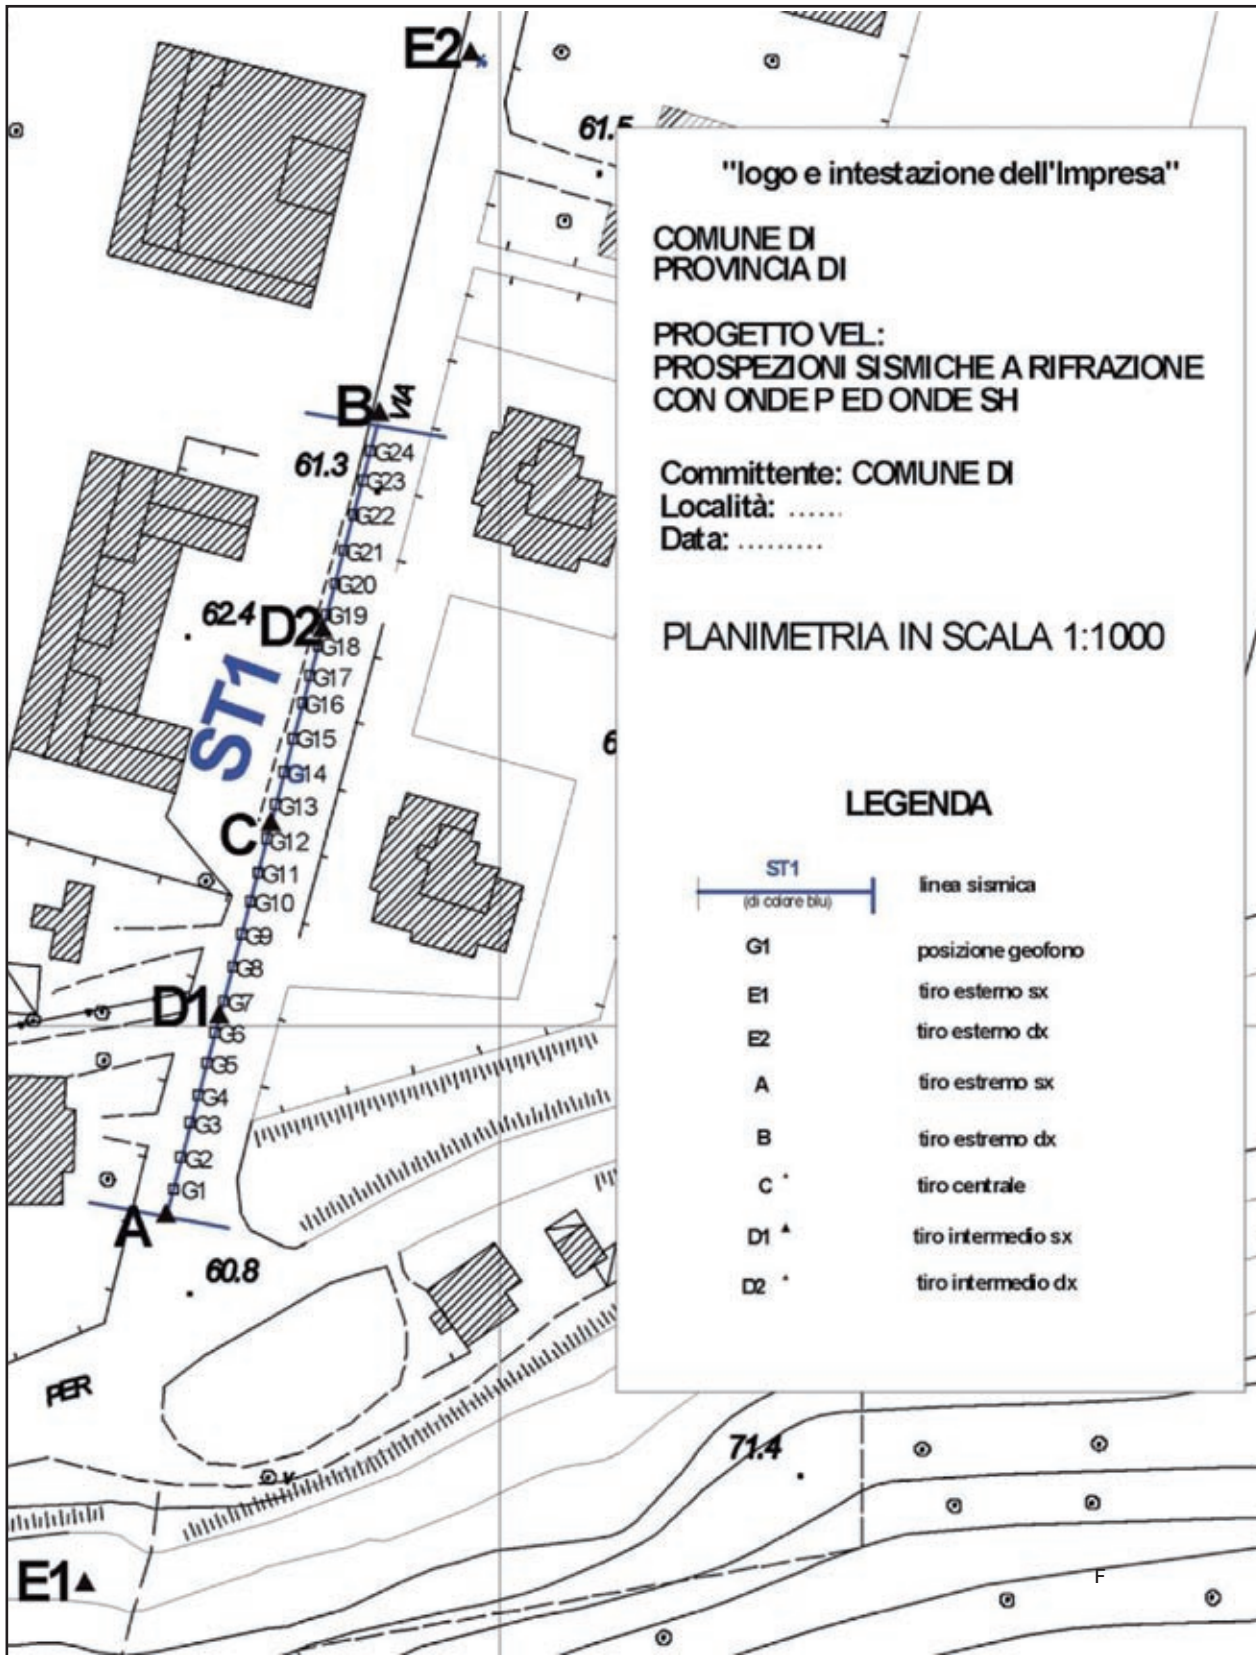 E2
61.5
"logo e intestazione dell'Impresa"
COMUNE DI
PROVINCIA DI
PROGETTO VEL:
PROSPEZIONI SISMICHE A RIFRAZIONE
CON ONDE P ED ONDE SH
Committente: COMUNE DI
Località: ......
Data: .........
PLANIMETRIA IN SCALA 1:1000
LEGENDA
ST1
(di colore blu)
linea sismica
G1 posizione geofono
E1 tiro esterno sx
E2 tiro esterno dx
A tiro estremo sx
B tiro estremo dx
C tiro centrale
D1 tiro intermedio sx
D2 tiro intermedio dx
B
VIA
G24
61.3
G23
G22
G21
G20
62.4
G19
D2
G18
G17
ST1
G16
6
G15
G14
G13
C
G12
G11
G10
G9
G8
G7
D1
G6
G5
G4
G3
G2
G1
A
60.8
PER
71.4
v
E1
F